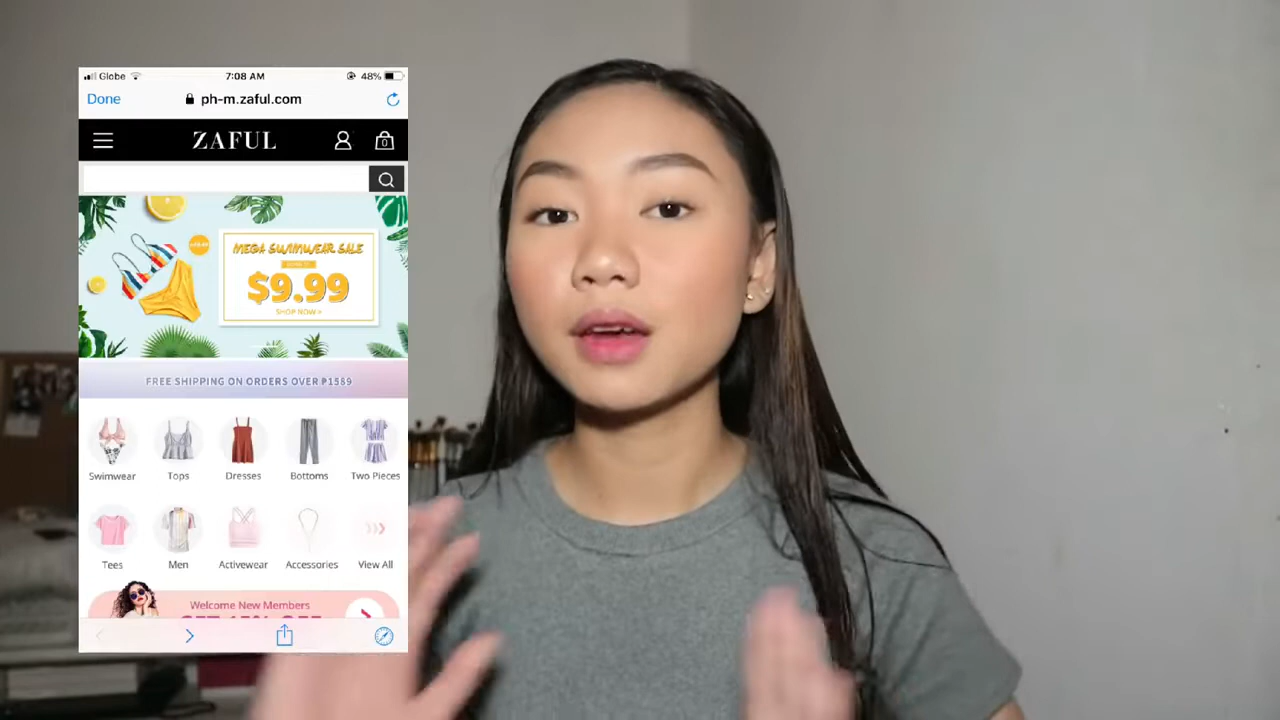 Globe 7:08 AM 48%
Done ph-m.zaful.com
ZAFUL
0
MEGA SWIMWEAR SALE
$9.99
SHOP NOW >
FREE SHIPPING ON ORDERS OVER ₱1589
Swimwear Tops Dresses Bottoms Two Pieces
Tees Men Activewear Accessories View All
Welcome New Members